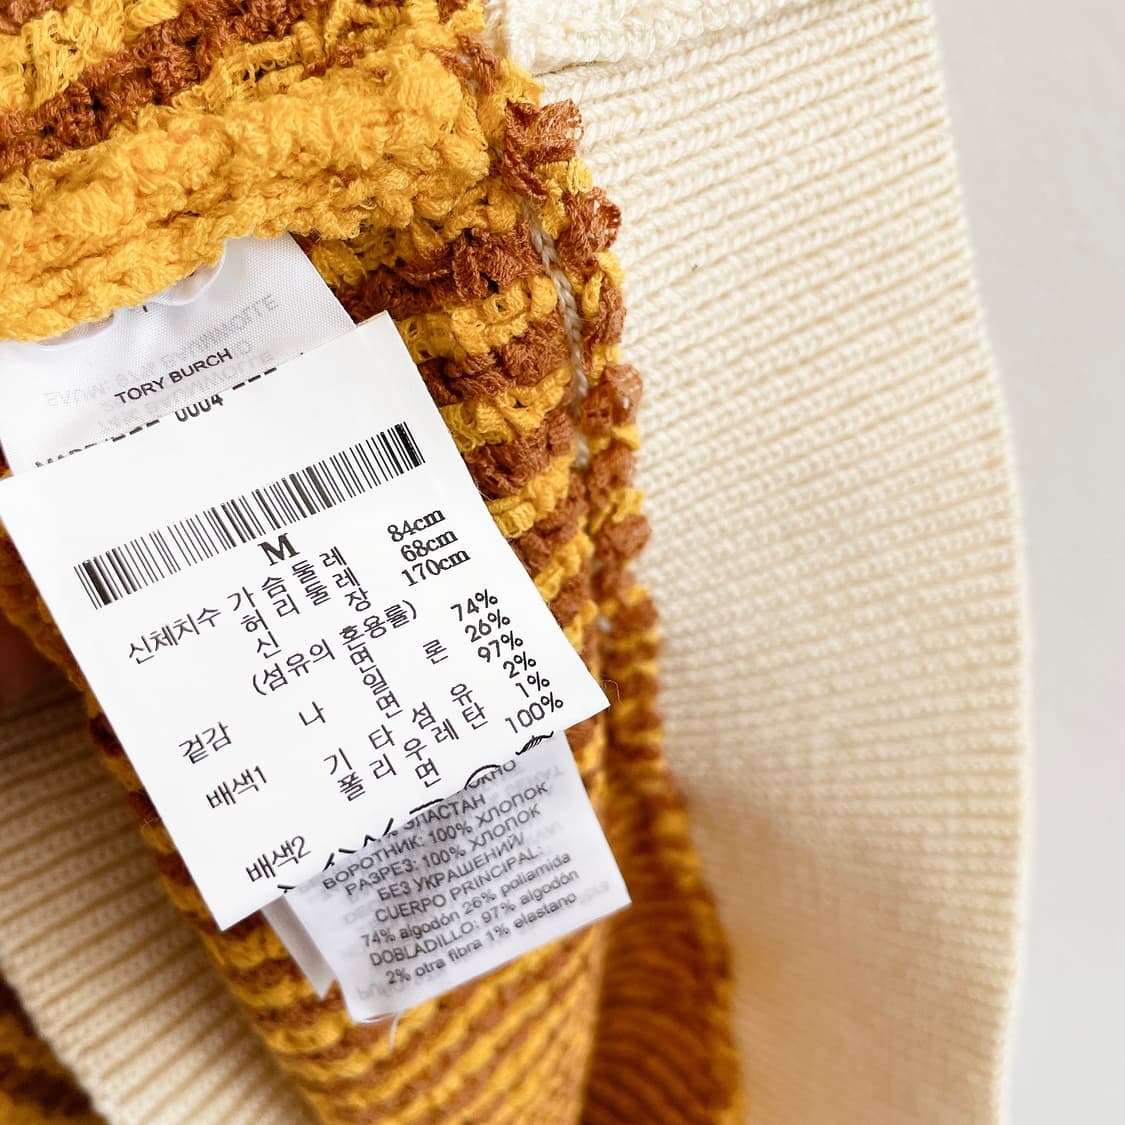 TORY BURCH
0004
M
신체치수 가슴둘레 84cm
허리둘레 68cm
신장 170cm
(섬유의 혼용률)
겉감 면 74%
나일론 26%
배색1 면 97%
기타섬유 2%
폴리우레탄 1%
배색2 면 100%
ЭЛАСТАН
ВОРОТНИК: 100% ХЛОПОК
РАЗРЕЗ: 100% ХЛОПОК
БЕЗ УКРАШЕНИЙ/
CUERPO PRINCIPAL:
74% algodón 26% poliamida
DOBLADILLO: 97% algodón
2% otra fibra 1% elastano